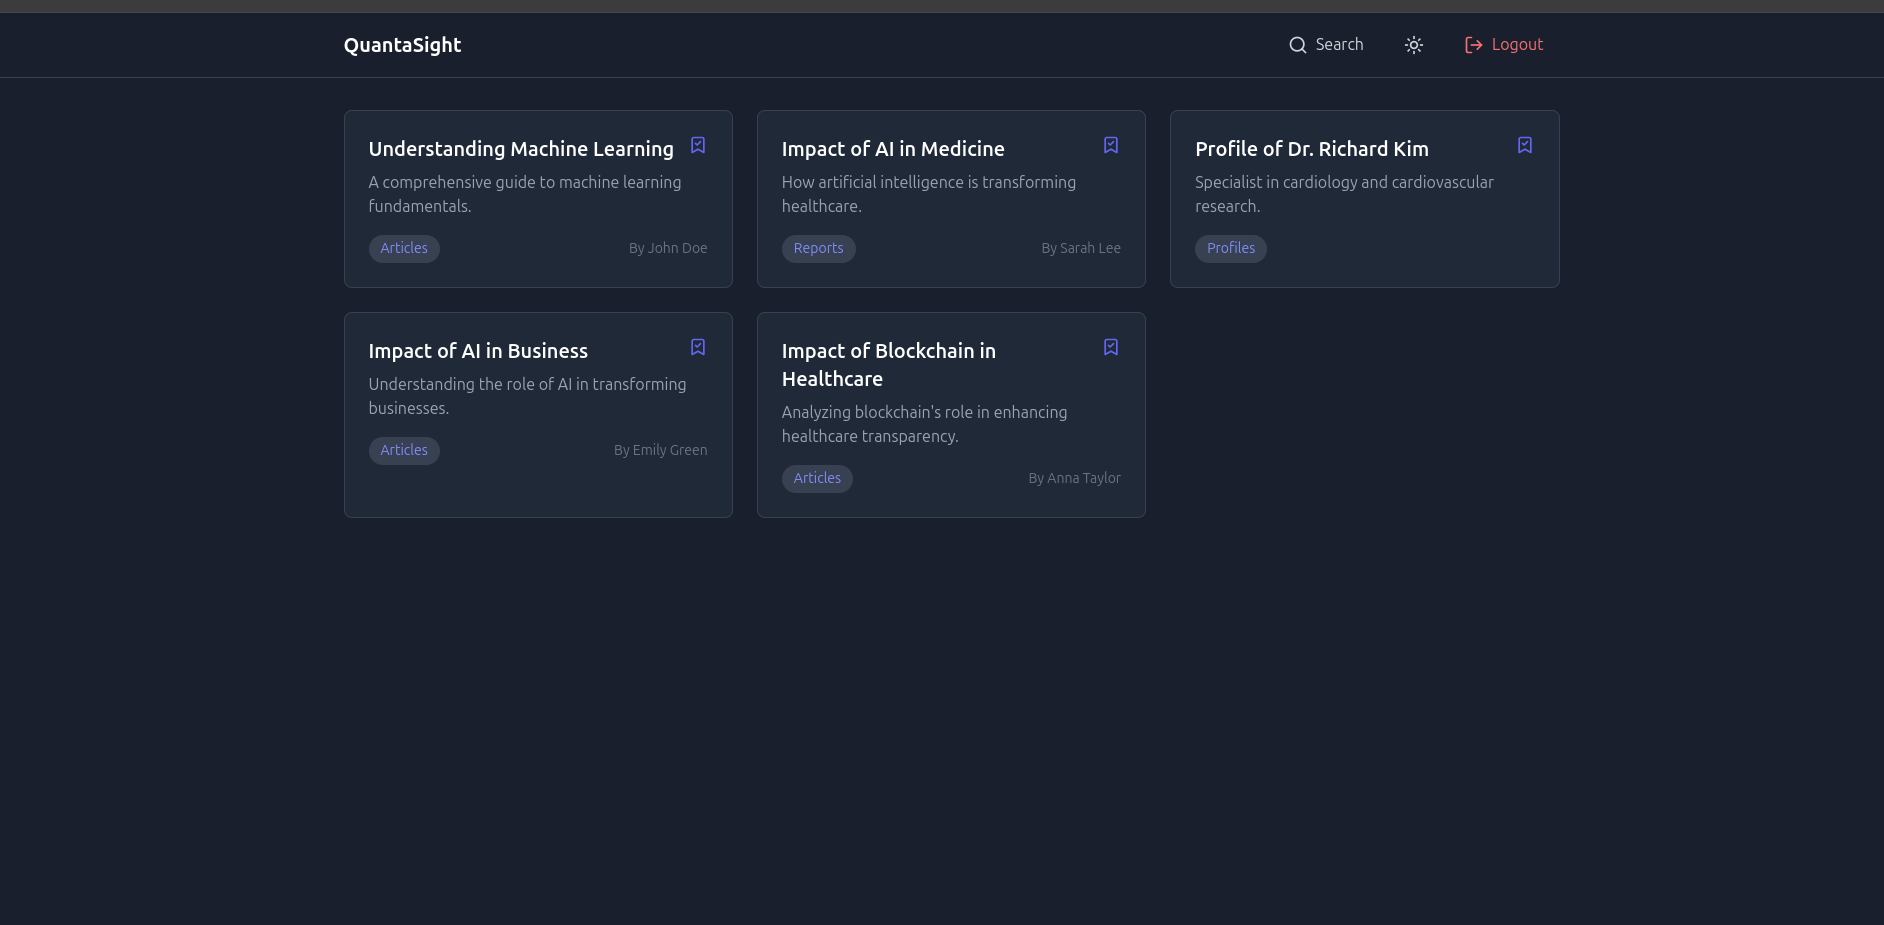 QuantaSight
Search
Logout
Understanding Machine Learning
A comprehensive guide to machine learning
fundamentals.
Articles
By John Doe
Impact of AI in Medicine
How artificial intelligence is transforming
healthcare.
Reports
By Sarah Lee
Profile of Dr. Richard Kim
Specialist in cardiology and cardiovascular
research.
Profiles
Impact of AI in Business
Understanding the role of AI in transforming
businesses.
Articles
By Emily Green
Impact of Blockchain in
Healthcare
Analyzing blockchain's role in enhancing
healthcare transparency.
Articles
By Anna Taylor